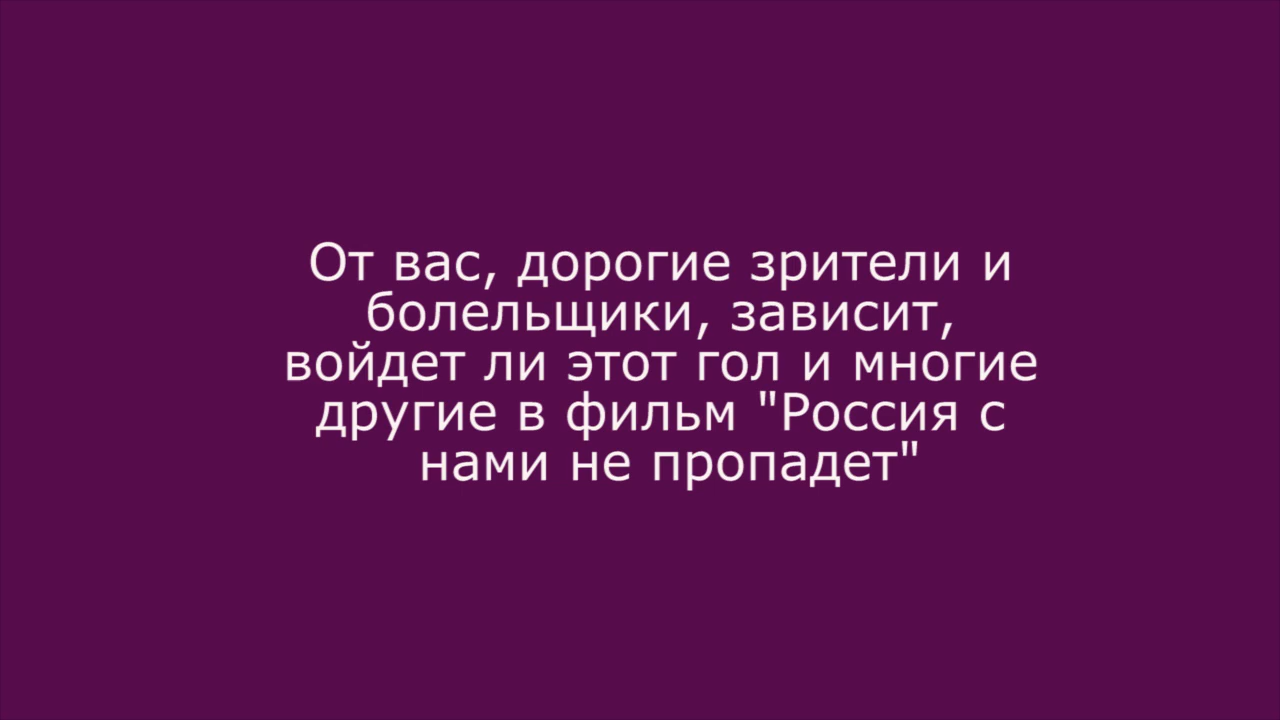 От вас, дорогие зрители и
болельщики, зависит,
войдет ли этот гол и многие
другие в фильм "Россия с
нами не пропадет"